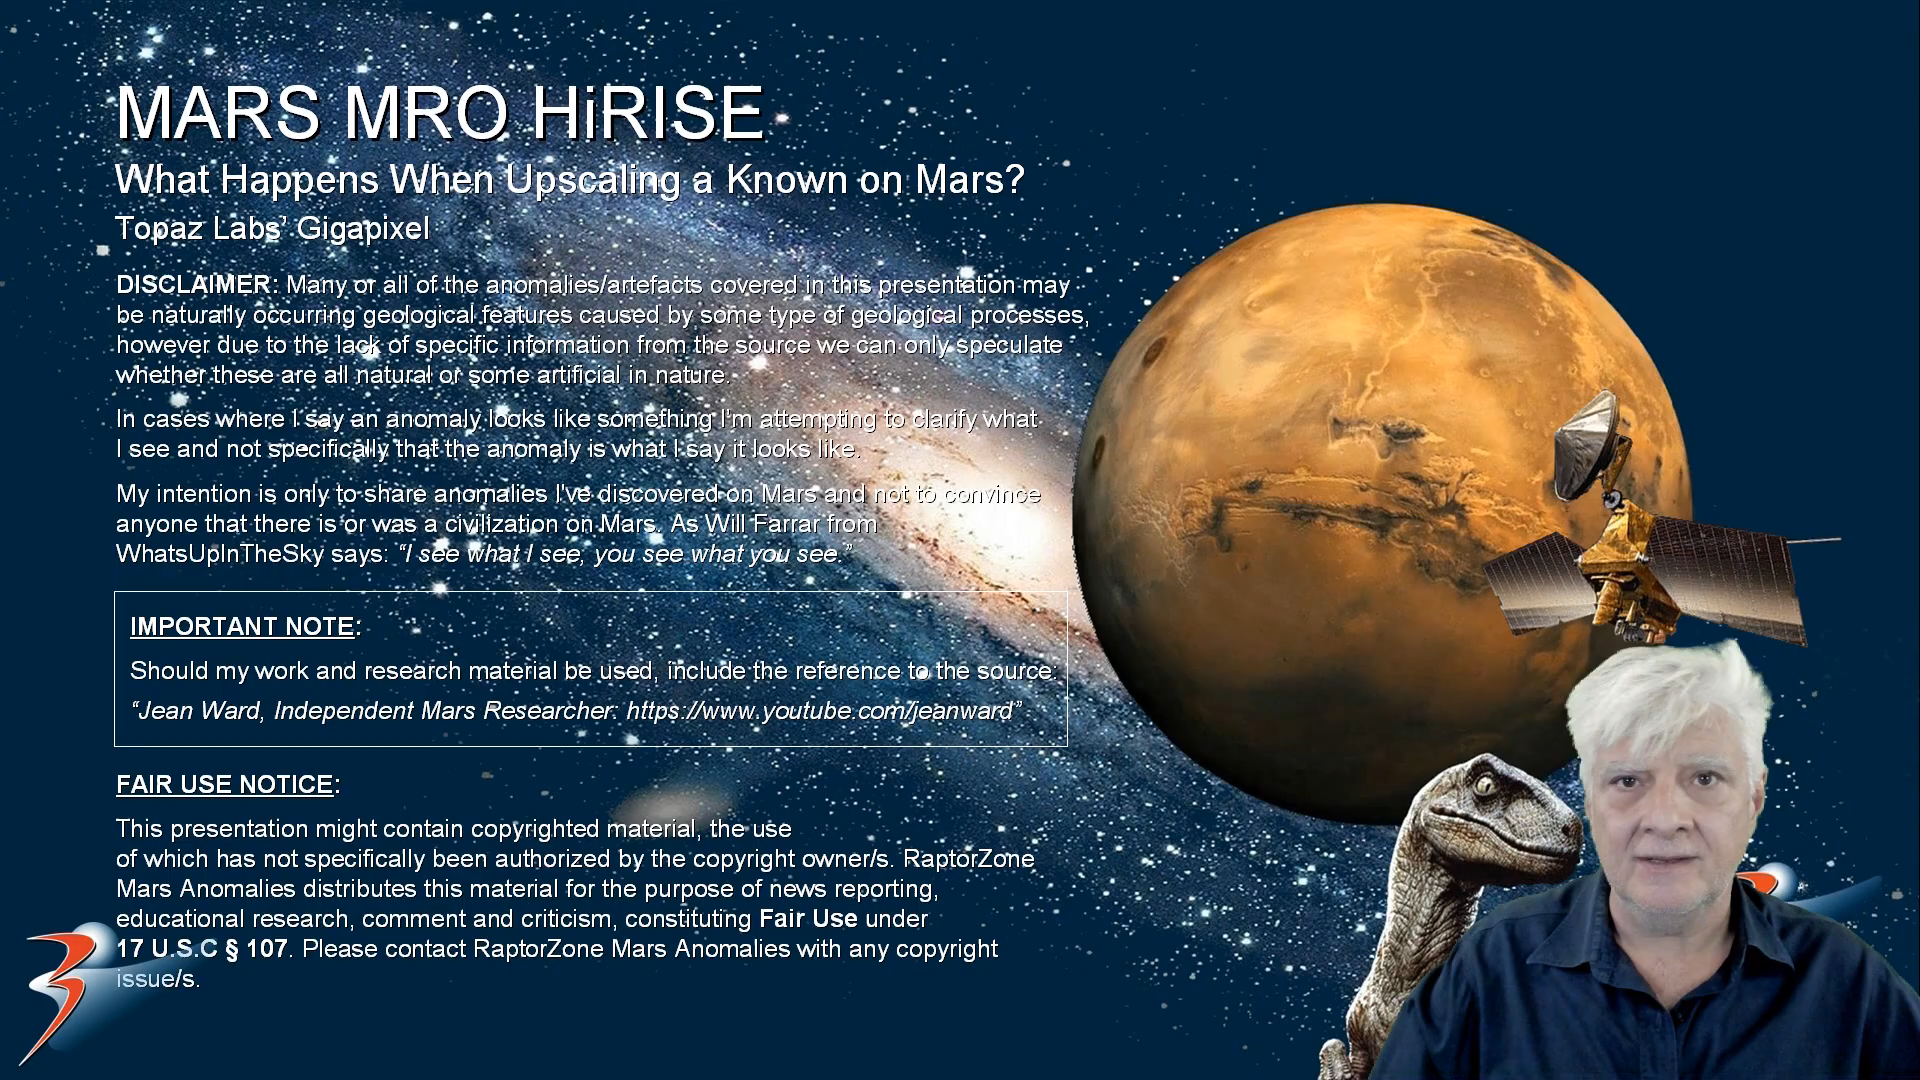 MARS MRO HiRISE
What Happens When Upscaling a Known on Mars?
Topaz Labs’ Gigapixel
DISCLAIMER: Many or all of the anomalies/artefacts covered in this presentation may
be naturally occurring geological features caused by some type of geological processes,
however due to the lack of specific information from the source we can only speculate
whether these are all natural or some artificial in nature.
In cases where I say an anomaly looks like something I'm attempting to clarify what
I see and not specifically that the anomaly is what I say it looks like.
My intention is only to share anomalies I've discovered on Mars and not to convince
anyone that there is or was a civilization on Mars. As Will Farrar from
WhatsUpInTheSky says: “I see what I see, you see what you see.”
IMPORTANT NOTE:
Should my work and research material be used, include the reference to the source:
“Jean Ward, Independent Mars Researcher: https://www.youtube.com/jeanward”
FAIR USE NOTICE:
This presentation might contain copyrighted material, the use
of which has not specifically been authorized by the copyright owner/s. RaptorZone
Mars Anomalies distributes this material for the purpose of news reporting,
educational research, comment and criticism, constituting Fair Use under
17 U.S.C § 107. Please contact RaptorZone Mars Anomalies with any copyright
issue/s.